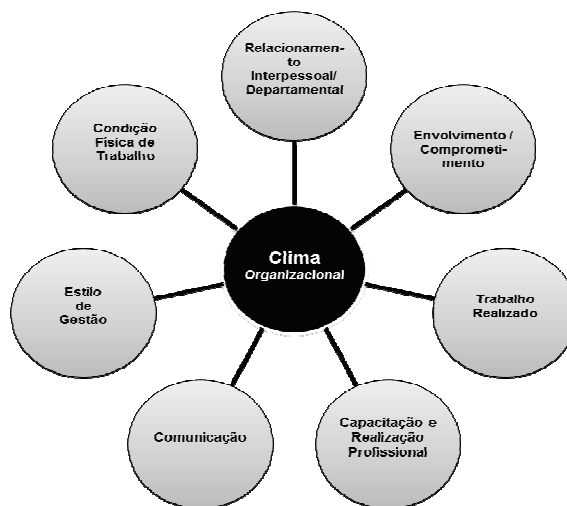 Relacionamen-
to
Interpessoal/
Departamental
Condição
Física de
Trabalho
Envolvimento /
Comprometi-
mento
Clima
Organizacional
Estilo
de
Gestão
Trabalho
Realizado
Comunicação
Capacitação e
Realização
Profissional